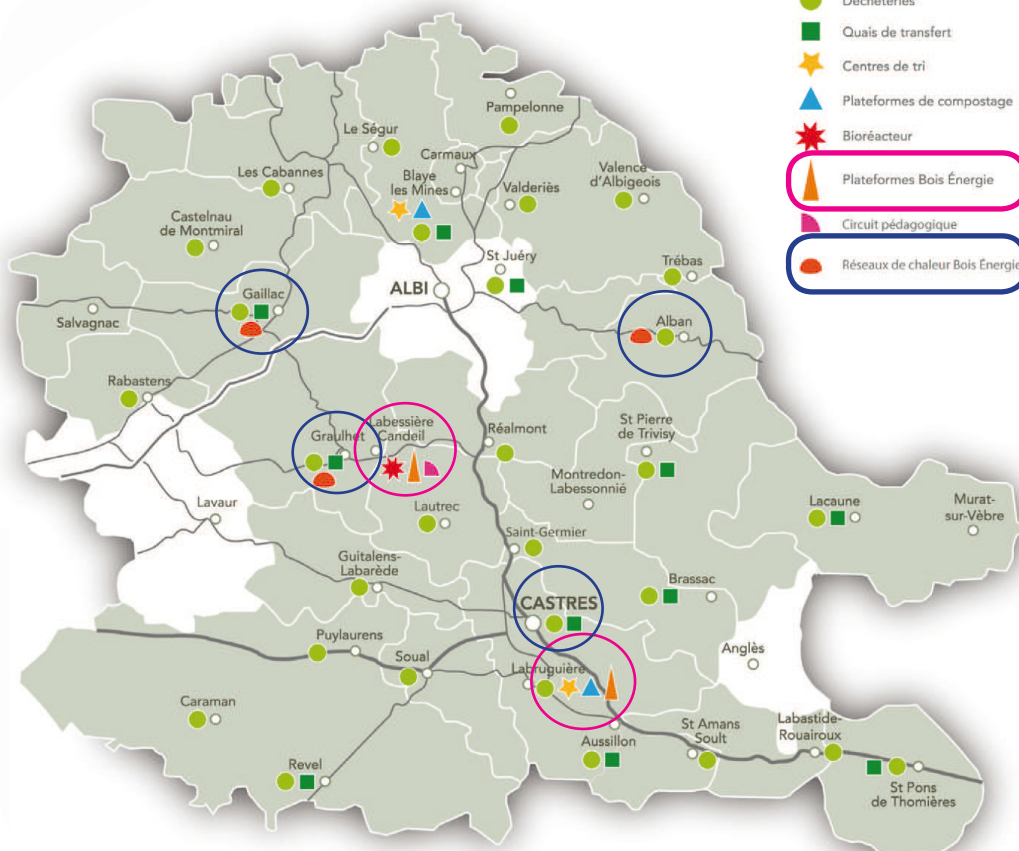 Déchèteries
Quais de transfert
Centres de tri
Plateformes de compostage
Bioréacteur
Plateformes Bois Énergie
Circuit pédagogique
Réseaux de chaleur Bois Énergie
Pampelonne
Le Ségur
Carmaux
Les Cabannes
Blaye
les Mines
Valderiès
Valence
d'Albigeois
Castelnau
de Montmiral
St Juéry
Trébas
ALBI
Gaillac
Salvagnac
Alban
Rabastens
Graulhet
Labessière
Candeil
Réalmont
St Pierre
de Trivisy
Montredon-
Labessonnié
Lacaune
Murat-
sur-Vèbre
Lavaur
Lautrec
Saint-Germier
Guitalens-
Labarède
Brassac
CASTRES
Puylaurens
Soual
Labruguière
Anglès
Caraman
Aussillon
St Amans
Soult
Labastide-
Rouairoux
Revel
St Pons
de Thomières